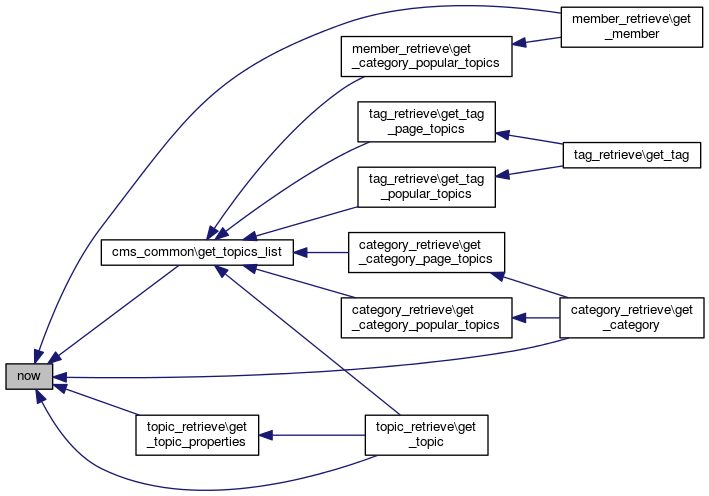 member_retrieve\get
_member
member_retrieve\get
_category_popular_topics
tag_retrieve\get_tag
_page_topics
tag_retrieve\get_tag
tag_retrieve\get_tag
_popular_topics
cms_common\get_topics_list
category_retrieve\get
_category_page_topics
category_retrieve\get
_category_popular_topics
category_retrieve\get
_category
now
topic_retrieve\get
_topic_properties
topic_retrieve\get
_topic